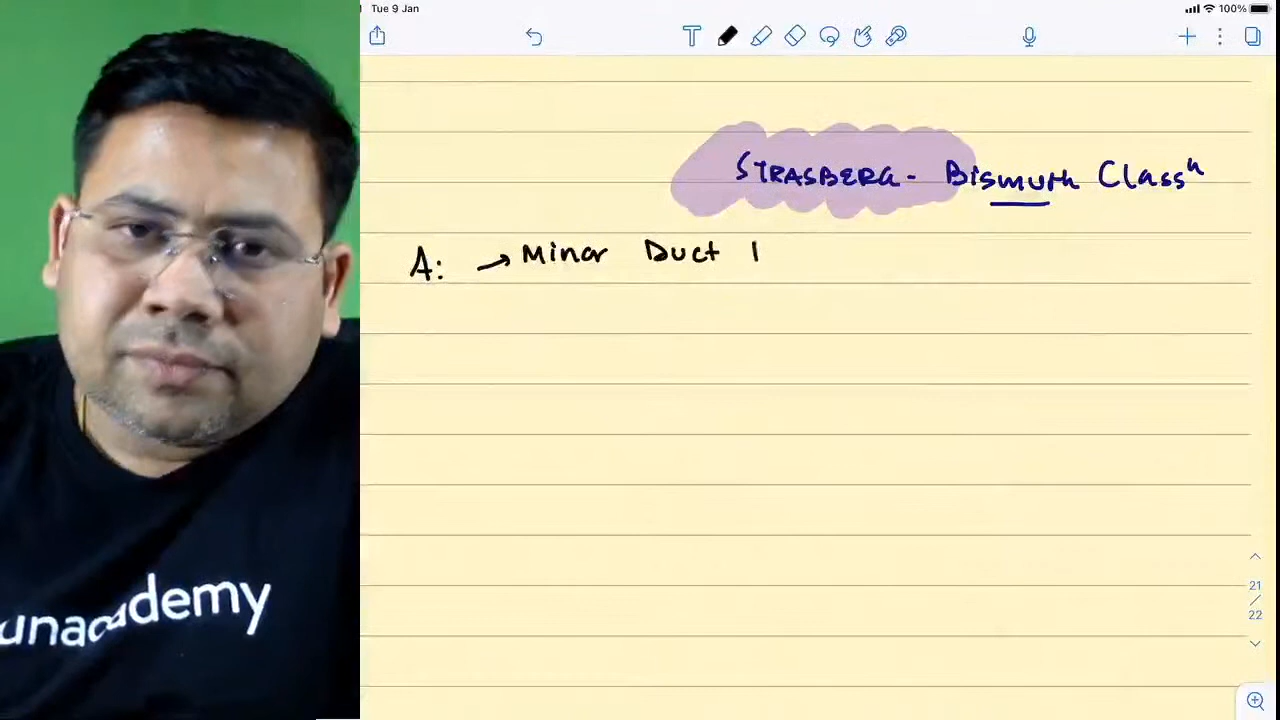 Tue 9 Jan
100%
STRASBERG - Bismuth Classⁿ
A: → Minor Duct I
21
/
22
unacademy